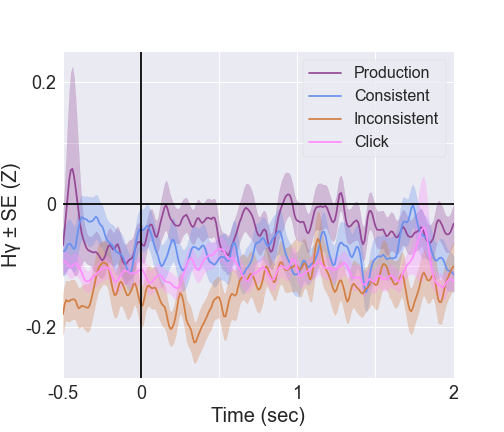 Production
Consistent
Inconsistent
Click
0.2
0
-0.2
Hγ ± SE (Z)
-0.5
0
1
2
Time (sec)